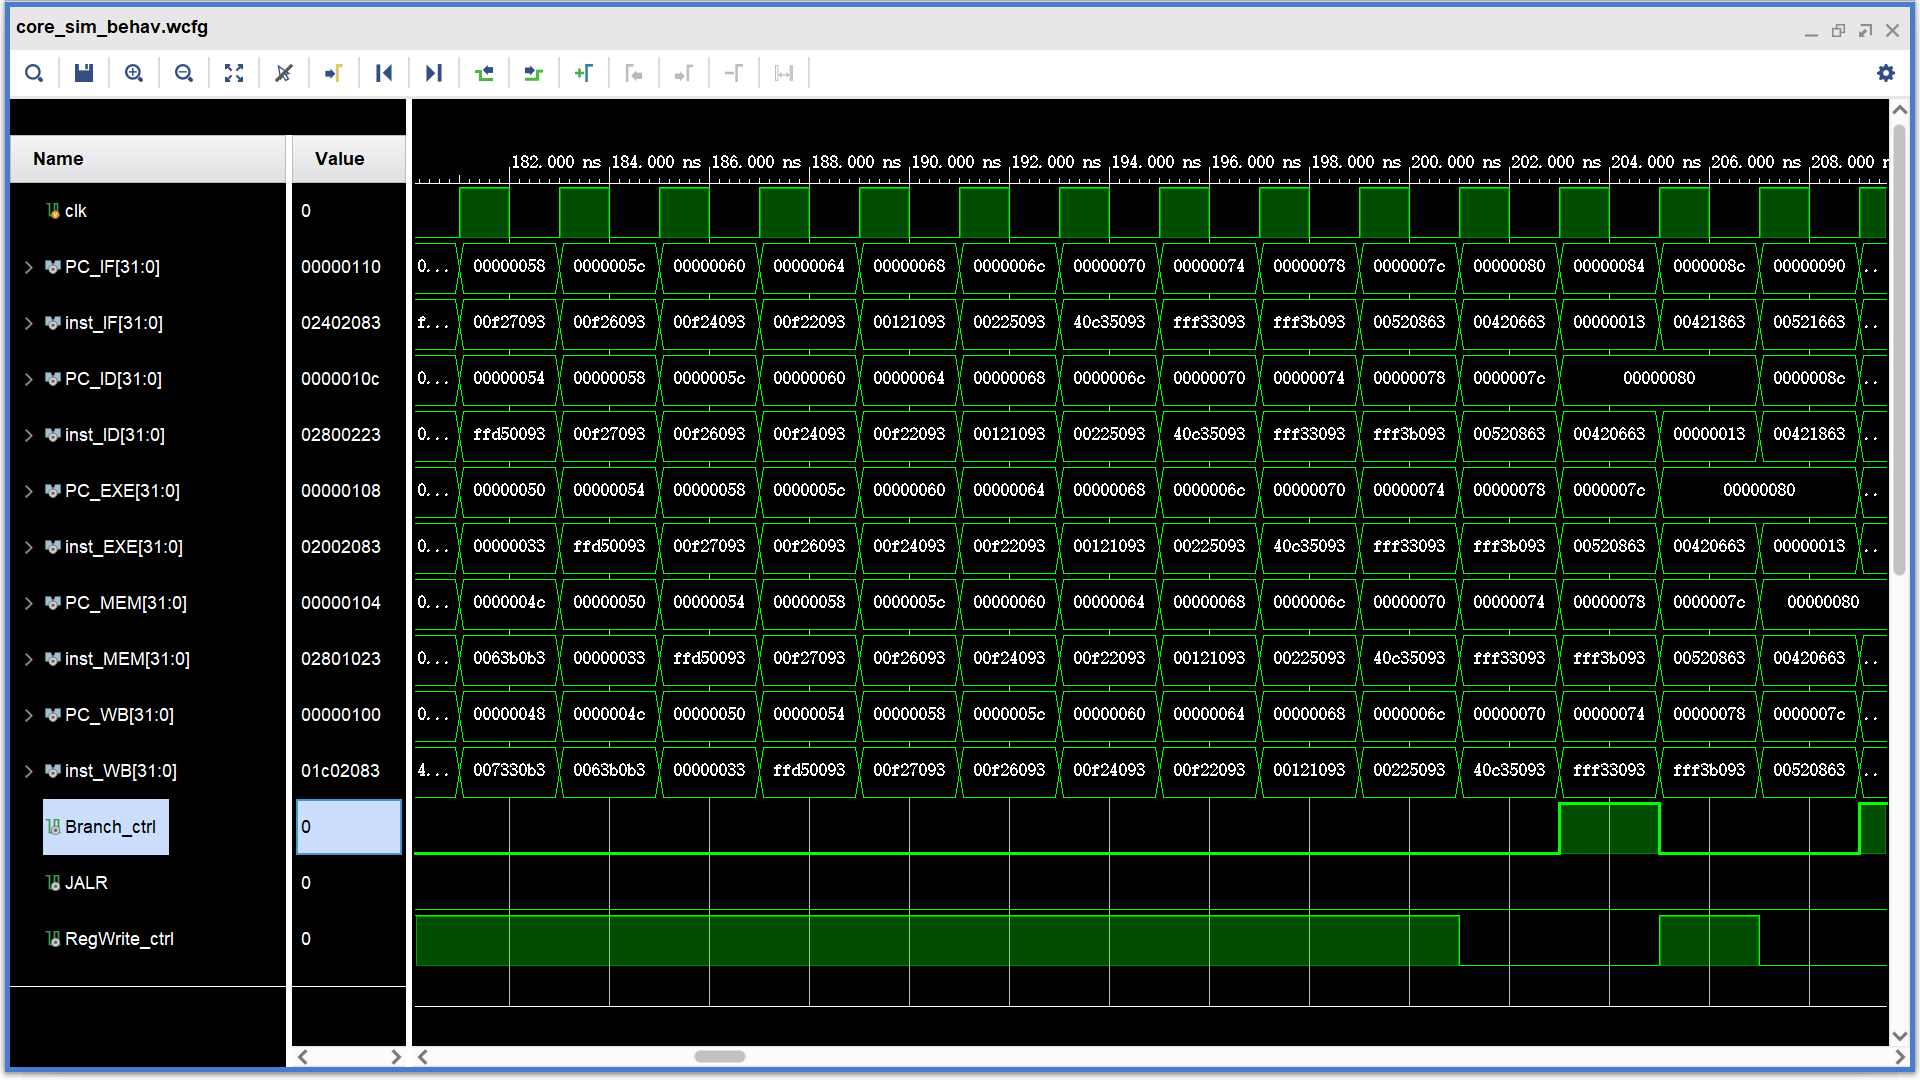 core_sim_behav.wcfg
Name Value 182.000 ns 184.000 ns 186.000 ns 188.000 ns 190.000 ns 192.000 ns 194.000 ns 196.000 ns 198.000 ns 200.000 ns 202.000 ns 204.000 ns 206.000 ns 208.000 n
clk 0
PC_IF[31:0] 00000110 0... 00000058 0000005c 00000060 00000064 00000068 0000006c 00000070 00000074 00000078 0000007c 00000080 00000084 0000008c 00000090 ..
inst_IF[31:0] 02402083 f... 00f27093 00f26093 00f24093 00f22093 00121093 00225093 40c35093 fff33093 fff3b093 00520863 00420663 00000013 00421863 00521663 ..
PC_ID[31:0] 0000010c 0... 00000054 00000058 0000005c 00000060 00000064 00000068 0000006c 00000070 00000074 00000078 0000007c 00000080 0000008c ..
inst_ID[31:0] 02800223 0... ffd50093 00f27093 00f26093 00f24093 00f22093 00121093 00225093 40c35093 fff33093 fff3b093 00520863 00420663 00000013 00421863 ..
PC_EXE[31:0] 00000108 0... 00000050 00000054 00000058 0000005c 00000060 00000064 00000068 0000006c 00000070 00000074 00000078 0000007c 00000080 ..
inst_EXE[31:0] 02002083 0... 00000033 ffd50093 00f27093 00f26093 00f24093 00f22093 00121093 00225093 40c35093 fff33093 fff3b093 00520863 00420663 00000013 ..
PC_MEM[31:0] 00000104 0... 0000004c 00000050 00000054 00000058 0000005c 00000060 00000064 00000068 0000006c 00000070 00000074 00000078 0000007c 00000080
inst_MEM[31:0] 02801023 0... 0063b0b3 00000033 ffd50093 00f27093 00f26093 00f24093 00f22093 00121093 00225093 40c35093 fff33093 fff3b093 00520863 00420663 ..
PC_WB[31:0] 00000100 0... 00000048 0000004c 00000050 00000054 00000058 0000005c 00000060 00000064 00000068 0000006c 00000070 00000074 00000078 0000007c ..
inst_WB[31:0] 01c02083 4... 007330b3 0063b0b3 00000033 ffd50093 00f27093 00f26093 00f24093 00f22093 00121093 00225093 40c35093 fff33093 fff3b093 00520863 ..
Branch_ctrl 0
JALR 0
RegWrite_ctrl 0